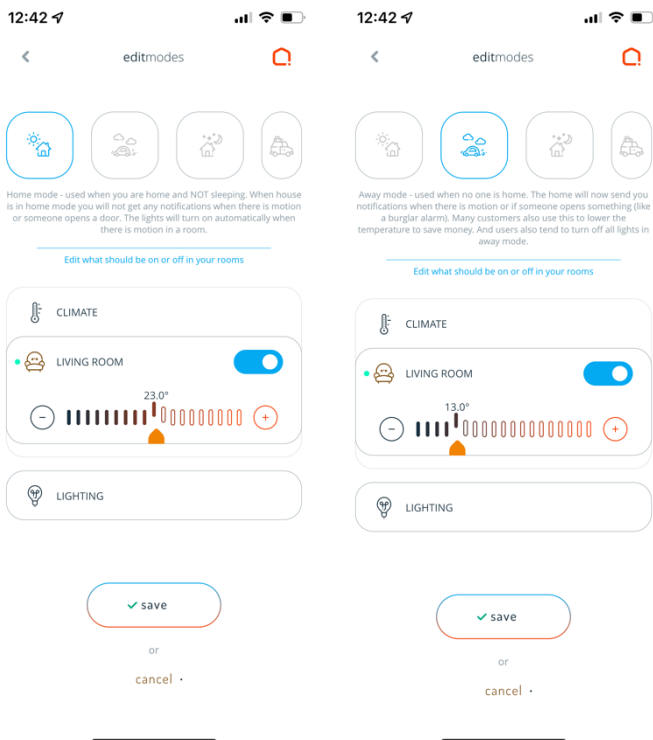 12:42
editmodes
Home mode - used when you are home and NOT sleeping. When house
is in home mode you will not get any notifications when there is motion
or someone opens a door. The lights will turn on automatically when
there is motion in a room.
Edit what should be on or off in your rooms
CLIMATE
LIVING ROOM
23.0°
LIGHTING
save
or
cancel
12:42
editmodes
Away mode - used when no one is home. The home will now send you
notifications when there is motion or if someone opens something (like
a burglar alarm). Many customers also use this to lower the
temperature to save money. And users also tend to turn off all lights in
away mode.
Edit what should be on or off in your rooms
CLIMATE
LIVING ROOM
13.0°
LIGHTING
save
or
cancel